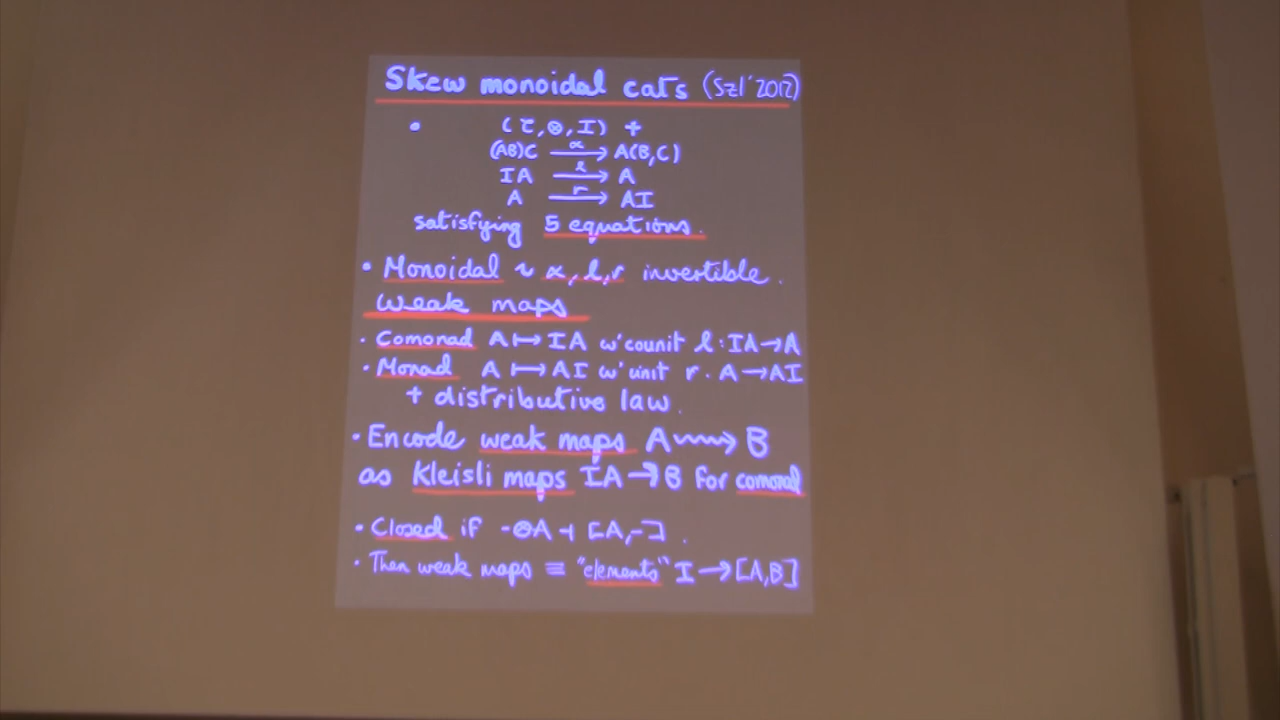 Skew monoidal cats (Szl' 2012)
• (C, ⊗, I) +
(AB)C —α→ A(B,C)
IA —l→ A
A —r→ AI
satisfying 5 equations.
• Monoidal ~ α, l, r invertible.
Weak maps
• Comonad A ↦ IA w' counit l : IA → A
• Monad A ↦ AI w' unit r . A → AI
+ distributive law.
• Encode weak maps A ⇝ B
as Kleisli maps IA → B for comonad
• Closed if -⊗A ⊣ [A,-] .
• Then weak maps ≡ "elements" I → [A,B]